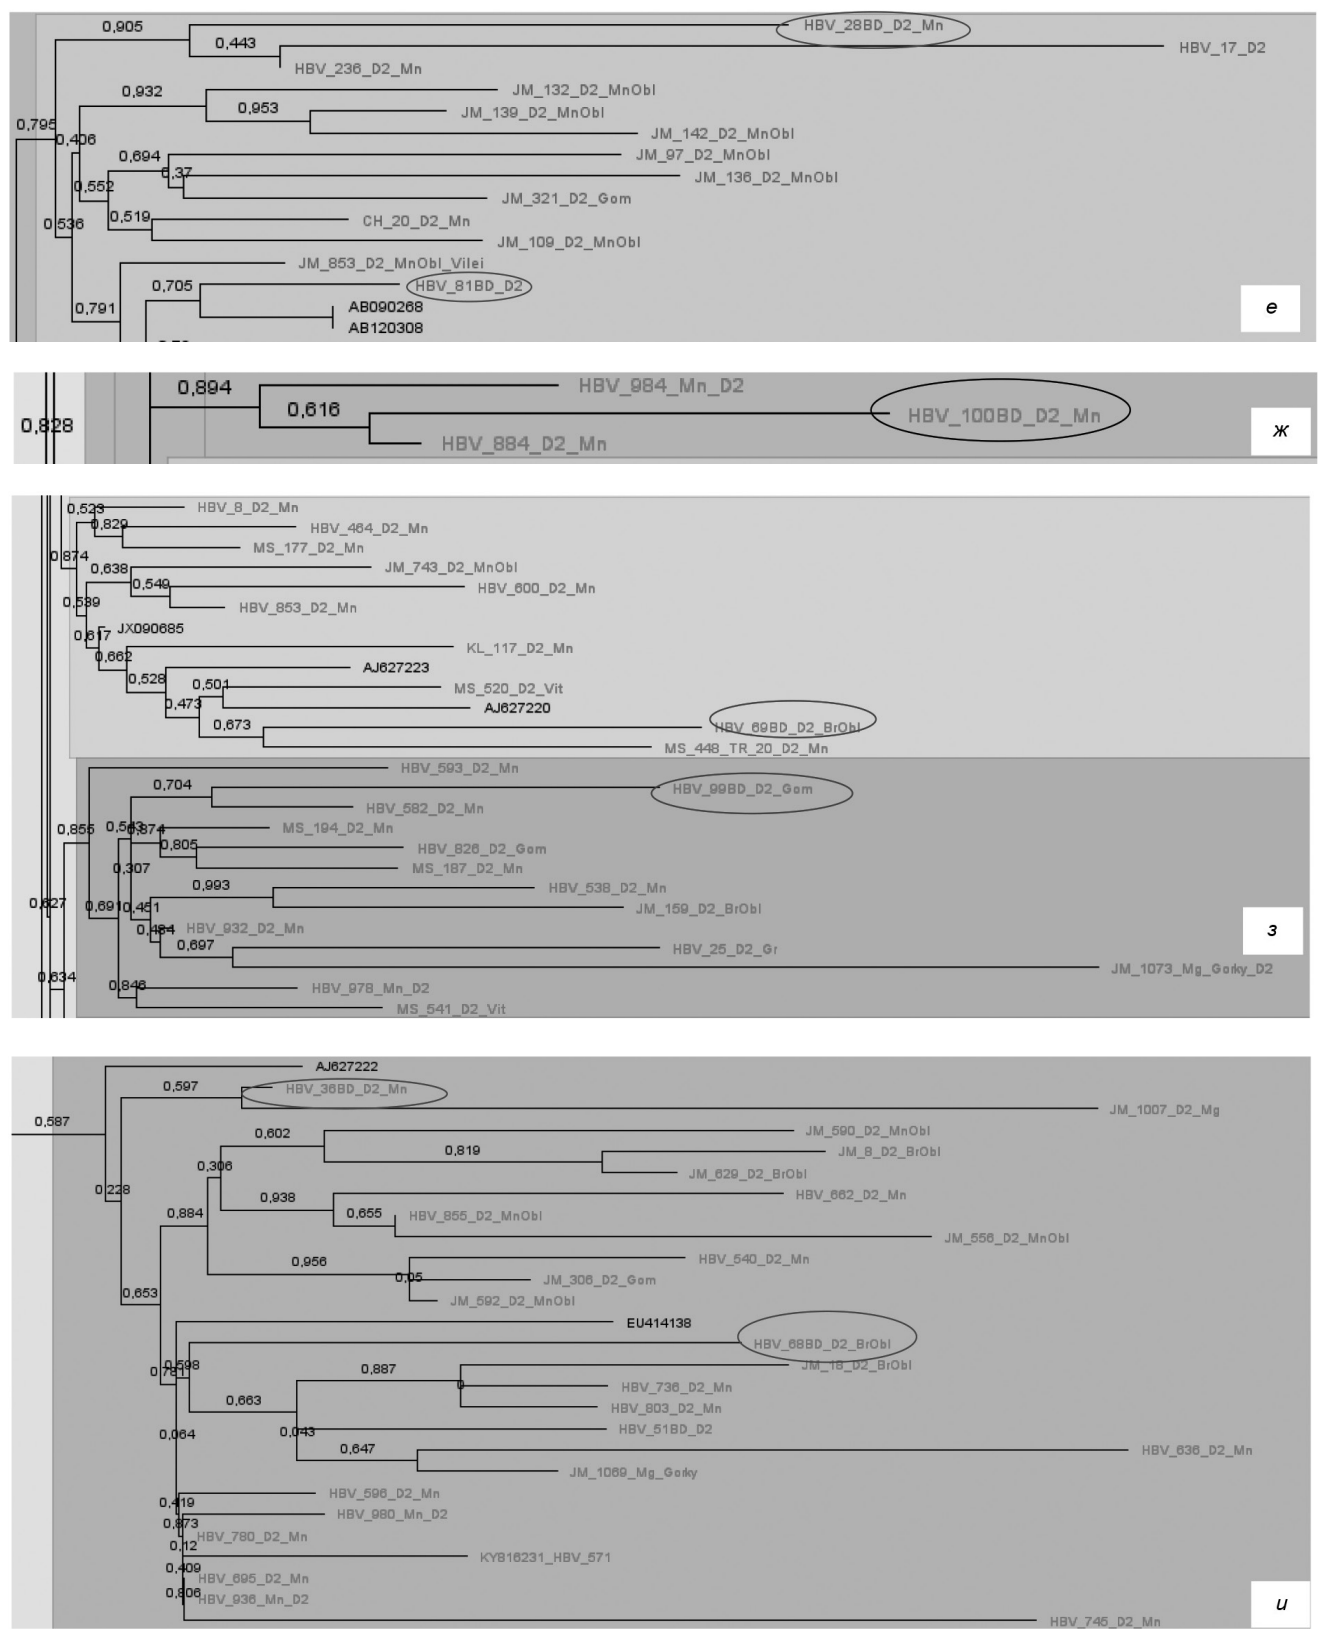 0,905
HBV_28BD_D2_Mn
0,443
HBV_17_D2
HBV_236_D2_Mn
0,932
JM_132_D2_MnObl
0,953
JM_139_D2_MnObl
0,795
0,406
JM_142_D2_MnObl
0,694
JM_97_D2_MnObl
0,37
JM_136_D2_MnObl
0,552
JM_321_D2_Gom
0,519
CH_20_D2_Mn
0,536
JM_109_D2_MnObl
JM_853_D2_MnObl_Vilei
0,705
HBV_81BD_D2
0,791
AB090268
AB120308
е
0,894
HBV_984_Mn_D2
0,616
HBV_100BD_D2_Mn
0,828
HBV_884_D2_Mn
ж
0,523
HBV_8_D2_Mn
0,829
HBV_464_D2_Mn
MS_177_D2_Mn
0,874
0,638
JM_743_D2_MnObl
0,549
HBV_600_D2_Mn
0,539
HBV_853_D2_Mn
JX090685
0,617
KL_117_D2_Mn
0,662
AJ627223
0,528
0,501
MS_520_D2_Vit
0,473
AJ627220
0,673
HBV_69BD_D2_BrObl
MS_448_TR_20_D2_Mn
HBV_593_D2_Mn
0,704
HBV_99BD_D2_Gom
HBV_582_D2_Mn
0,855
0,543
0,874
MS_194_D2_Mn
0,805
HBV_826_D2_Gom
0,307
MS_187_D2_Mn
0,993
HBV_538_D2_Mn
0,627
0,691
0,451
JM_159_D2_BrObl
0,484
HBV_932_D2_Mn
0,697
HBV_25_D2_Gr
JM_1073_Mg_Gorky_D2
0,634
0,846
HBV_978_Mn_D2
MS_541_D2_Vit
з
AJ627222
0,597
HBV_36BD_D2_Mn
JM_1007_D2_Mg
0,587
0,602
JM_590_D2_MnObl
0,819
JM_8_D2_BrObl
0,306
JM_629_D2_BrObl
0,228
0,938
HBV_662_D2_Mn
0,884
0,655
HBV_855_D2_MnObl
JM_556_D2_MnObl
0,956
HBV_540_D2_Mn
0,05
JM_306_D2_Gom
0,653
JM_592_D2_MnObl
EU414138
HBV_68BD_D2_BrObl
0,781
0,598
0,887
JM_18_D2_BrObl
0
HBV_736_D2_Mn
0,663
HBV_803_D2_Mn
0,064
0,043
HBV_51BD_D2
0,647
HBV_636_D2_Mn
JM_1069_Mg_Gorky
HBV_596_D2_Mn
0,419
HBV_980_Mn_D2
0,873
HBV_780_D2_Mn
0,12
KY816231_HBV_571
0,409
HBV_695_D2_Mn
0,806
HBV_936_Mn_D2
HBV_745_D2_Mn
и